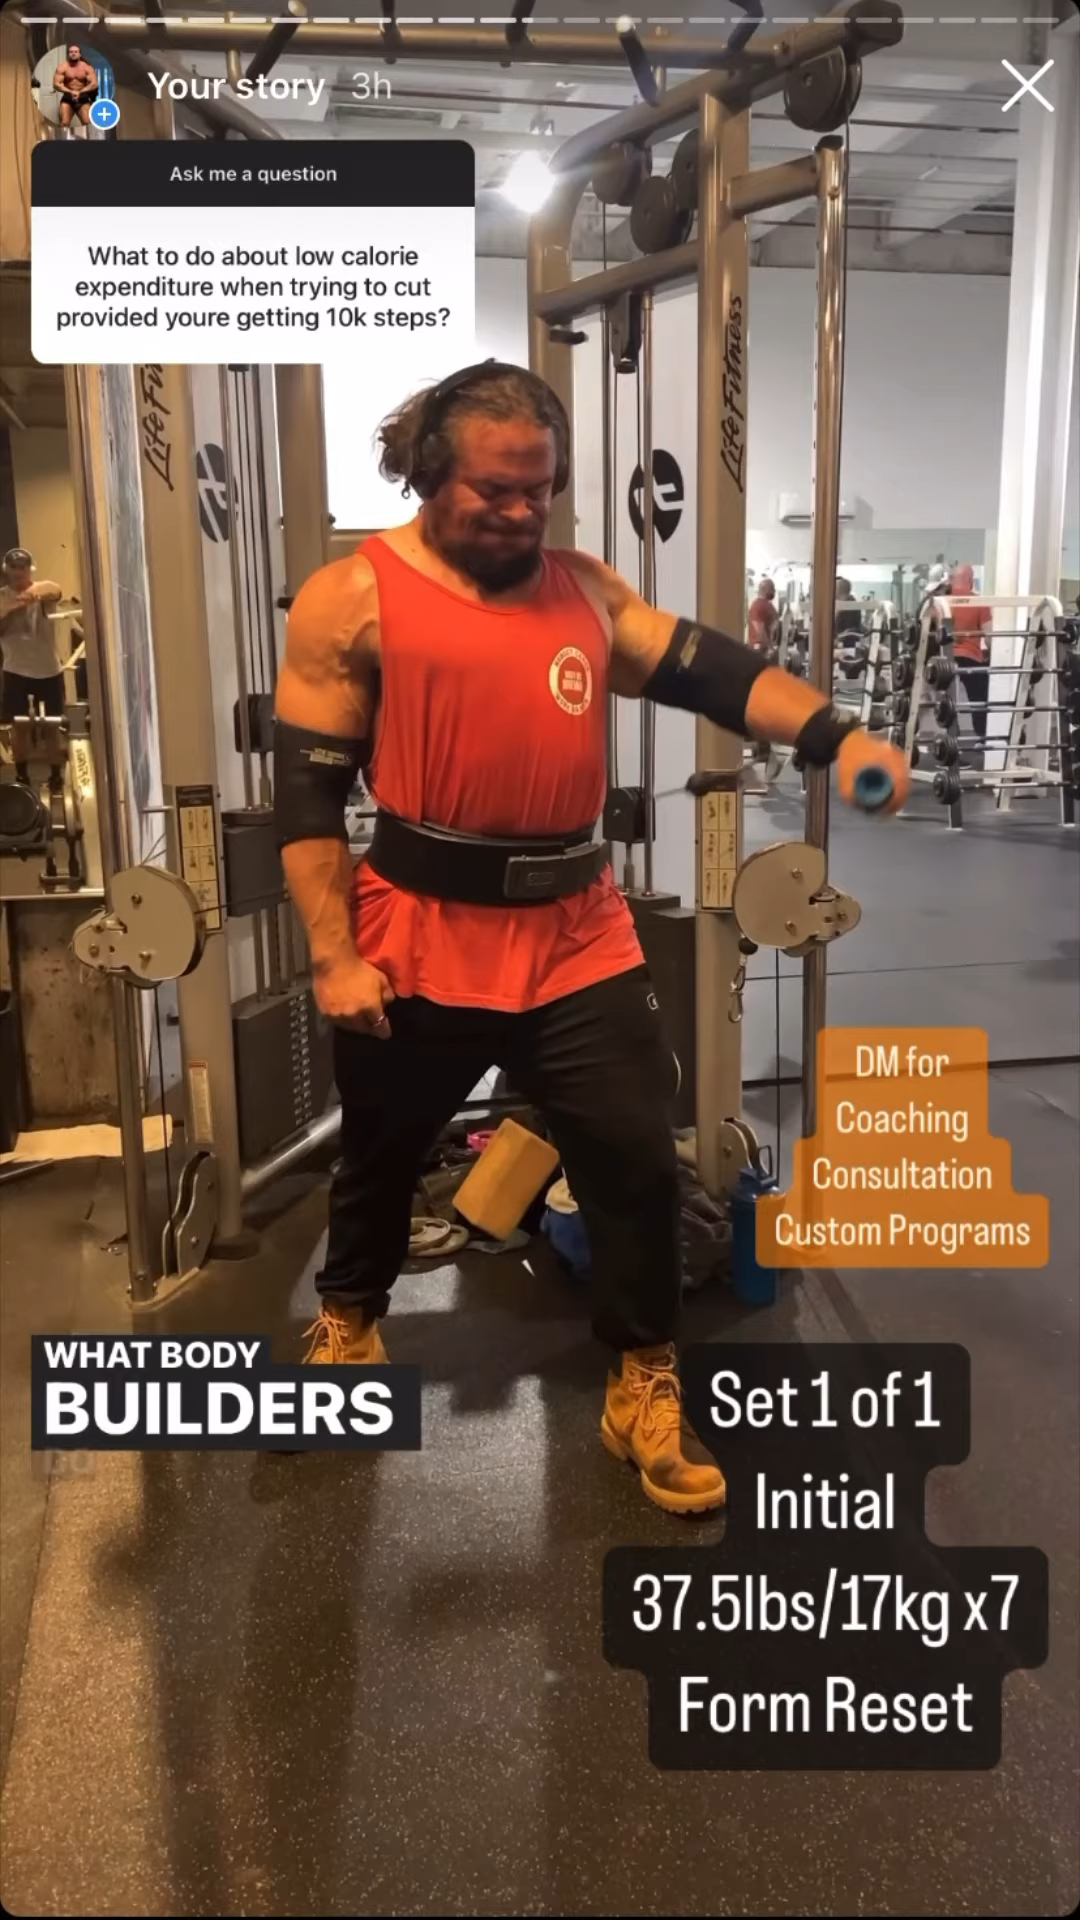 Your story 3h
Ask me a question
What to do about low calorie
expenditure when trying to cut
provided youre getting 10k steps?
Life Fitness
DM for
Coaching
Consultation
Custom Programs
WHAT BODY
BUILDERS
DO
Set 1 of 1
Initial
37.5lbs/17kg x7
Form Reset